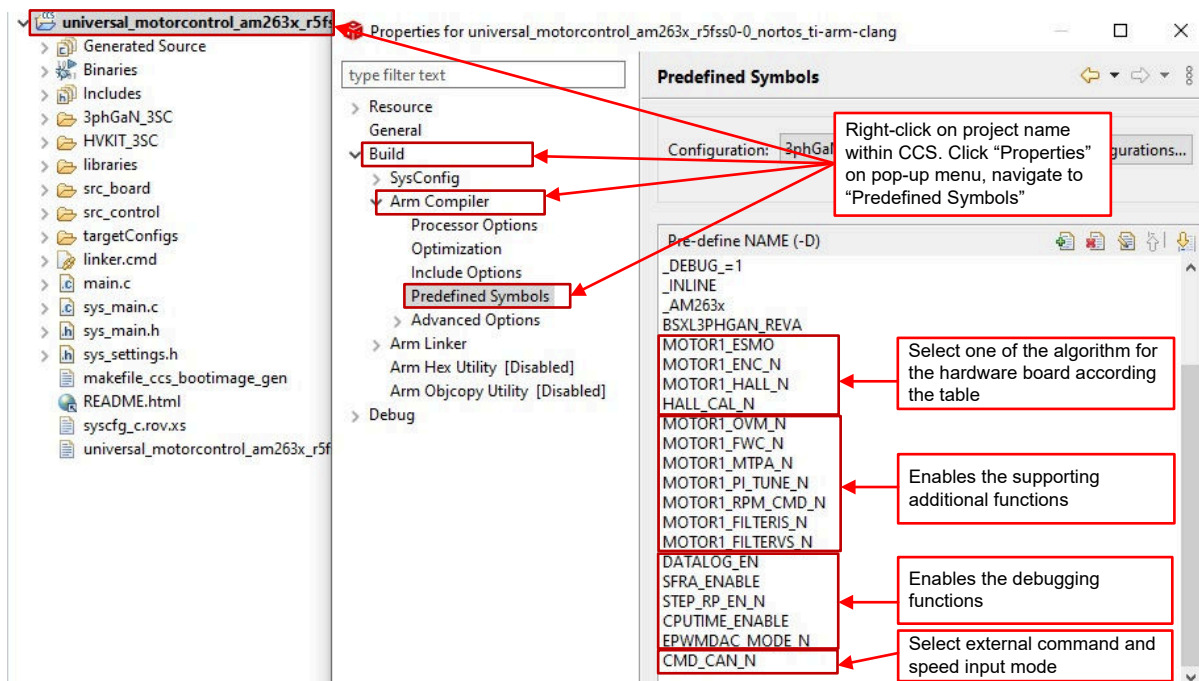 universal_motorcontrol_am263x_r5fs
Generated Source
Binaries
Includes
3phGaN_3SC
HVKIT_3SC
libraries
src_board
src_control
targetConfigs
linker.cmd
main.c
sys_main.c
sys_main.h
sys_settings.h
makefile_ccs_bootimage_gen
README.html
syscfg_c.rov.xs
universal_motorcontrol_am263x_r5f
Properties for universal_motorcontrol_am263x_r5fss0-0_nortos_ti-arm-clang
type filter text
Resource
General
Build
SysConfig
Arm Compiler
Processor Options
Optimization
Include Options
Predefined Symbols
Advanced Options
Arm Linker
Arm Hex Utility [Disabled]
Arm Objcopy Utility [Disabled]
Debug
Predefined Symbols
Configuration: 3phGaN
gurations...
Right-click on project name
within CCS. Click “Properties”
on pop-up menu, navigate to
“Predefined Symbols”
Pre-define NAME (-D)
_DEBUG_=1
_INLINE
_AM263x
BSXL3PHGAN_REVA
MOTOR1_ESMO
MOTOR1_ENC_N
MOTOR1_HALL_N
HALL_CAL_N
MOTOR1_OVM_N
MOTOR1_FWC_N
MOTOR1_MTPA_N
MOTOR1_PI_TUNE_N
MOTOR1_RPM_CMD_N
MOTOR1_FILTERIS_N
MOTOR1_FILTERVS_N
DATALOG_EN
SFRA_ENABLE
STEP_RP_EN_N
CPUTIME_ENABLE
EPWMDAC_MODE_N
CMD_CAN_N
Select one of the algorithm for
the hardware board according
the table
Enables the supporting
additional functions
Enables the debugging
functions
Select external command and
speed input mode